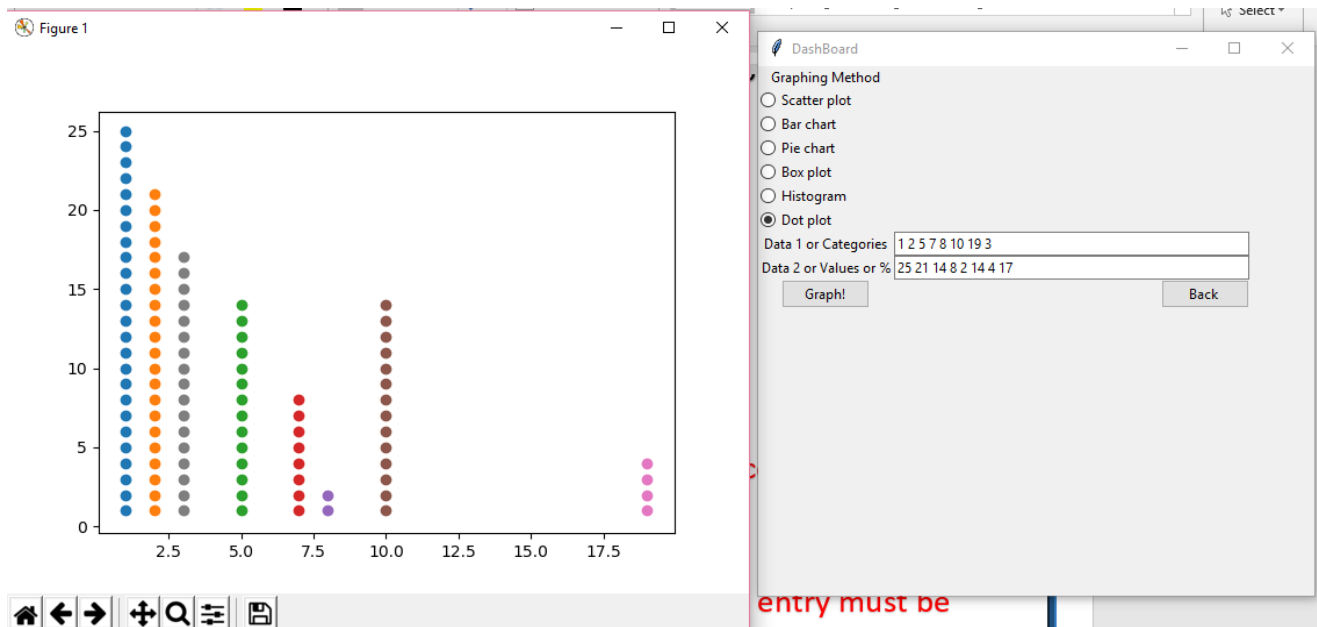 Figure 1
25
20
15
10
5
0
2.5 5.0 7.5 10.0 12.5 15.0 17.5
Select
DashBoard
Graphing Method
Scatter plot
Bar chart
Pie chart
Box plot
Histogram
Dot plot
Data 1 or Categories 1 2 5 7 8 10 19 3
Data 2 or Values or % 25 21 14 8 2 14 4 17
Graph! Back
entry must be